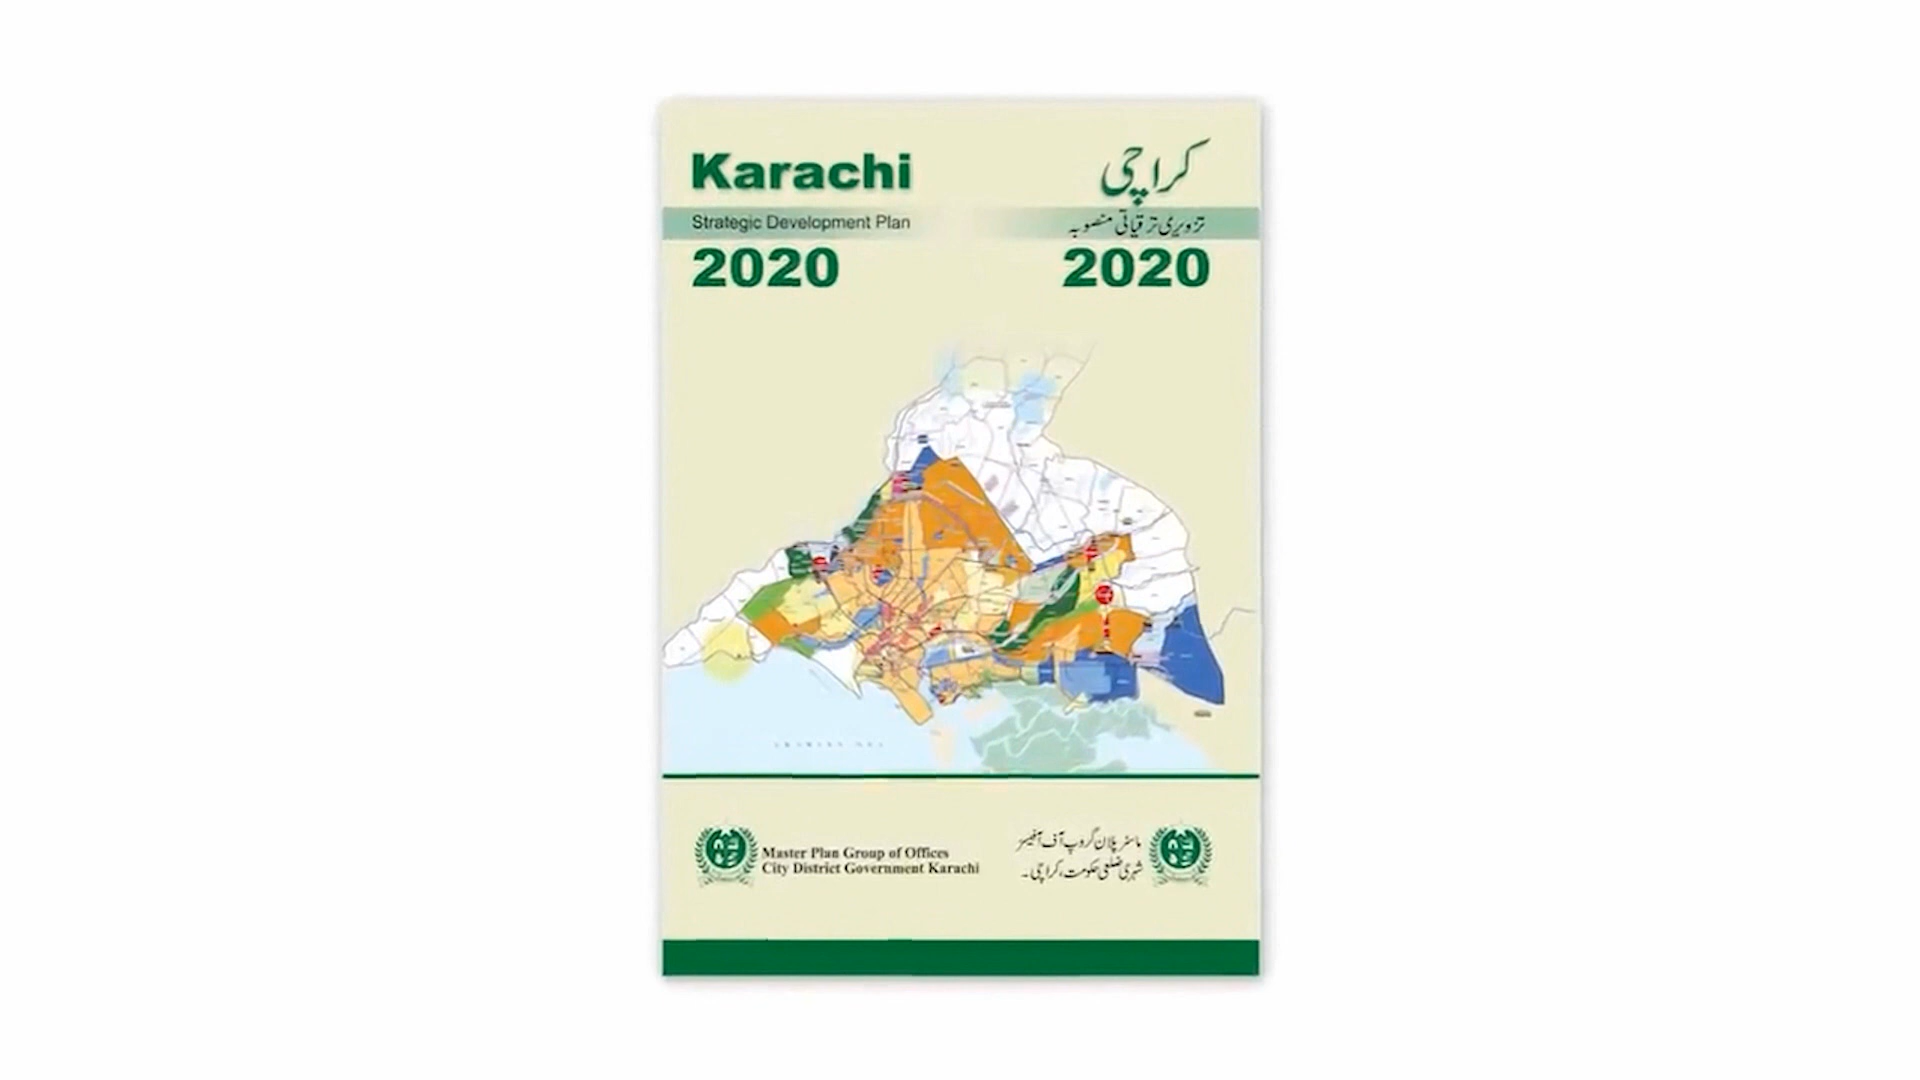 Karachi
Strategic Development Plan
2020
کراچی
تزویری ترقیاتی منصوبہ
2020
Master Plan Group of Offices
City District Government Karachi
ماسٹر پلان گروپ آف آفیسز
شہری ضلعی حکومت، کراچی ۔